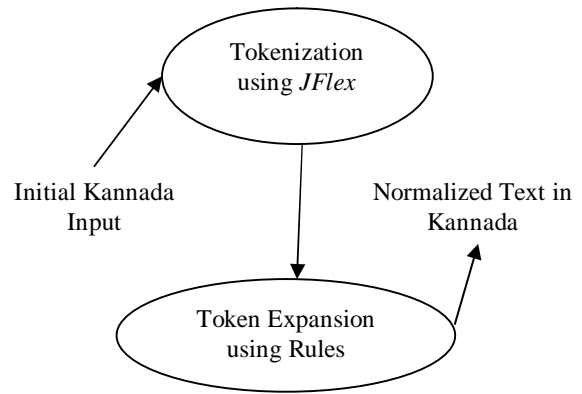 Tokenization
using JFlex
Initial Kannada
Input
Normalized Text in
Kannada
Token Expansion
using Rules